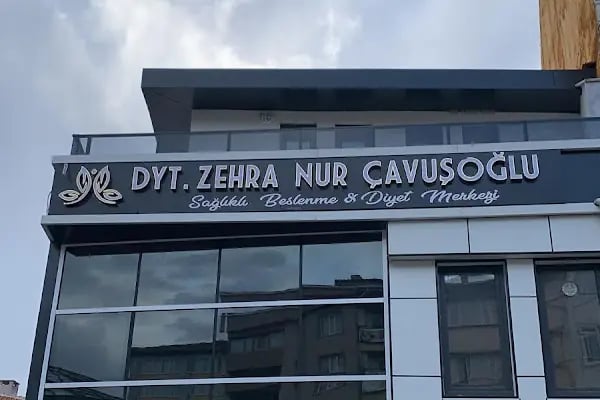 DYT. ZEHRA NUR ÇAVUŞOĞLU
Sağlıklı Beslenme & Diyet Merkezi